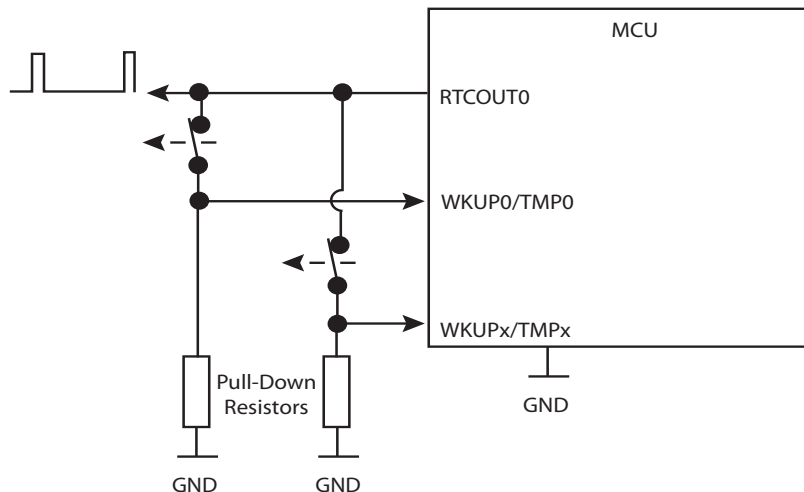 MCU
RTCOUT0
WKUP0/TMP0
WKUPx/TMPx
Pull-Down
Resistors
GND
GND
GND